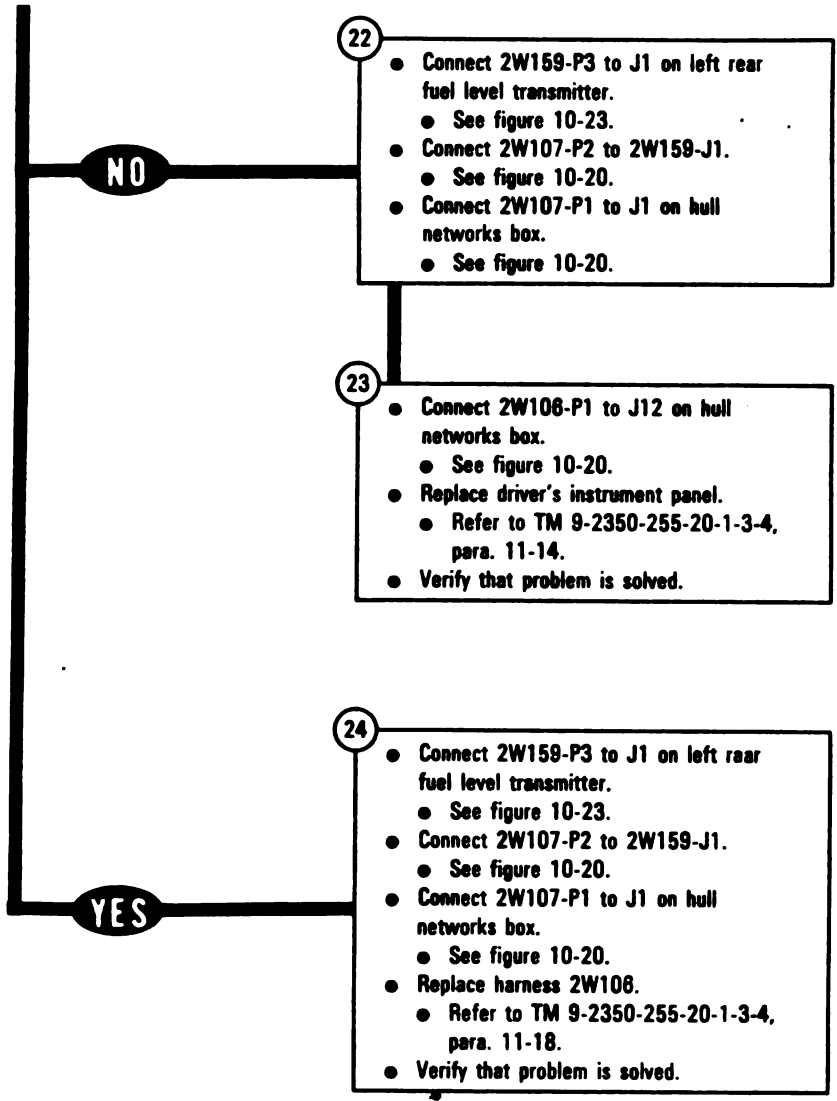 22
● Connect 2W159-P3 to J1 on left rear
fuel level transmitter.
● See figure 10-23.
● Connect 2W107-P2 to 2W159-J1.
● See figure 10-20.
● Connect 2W107-P1 to J1 on hull
networks box.
● See figure 10-20.
NO
23
● Connect 2W106-P1 to J12 on hull
networks box.
● See figure 10-20.
● Replace driver's instrument panel.
● Refer to TM 9-2350-255-20-1-3-4,
para. 11-14.
● Verify that problem is solved.
24
● Connect 2W159-P3 to J1 on left rear
fuel level transmitter.
● See figure 10-23.
● Connect 2W107-P2 to 2W159-J1.
● See figure 10-20.
● Connect 2W107-P1 to J1 on hull
networks box.
● See figure 10-20.
● Replace harness 2W106.
● Refer to TM 9-2350-255-20-1-3-4,
para. 11-18.
● Verify that problem is solved.
YES